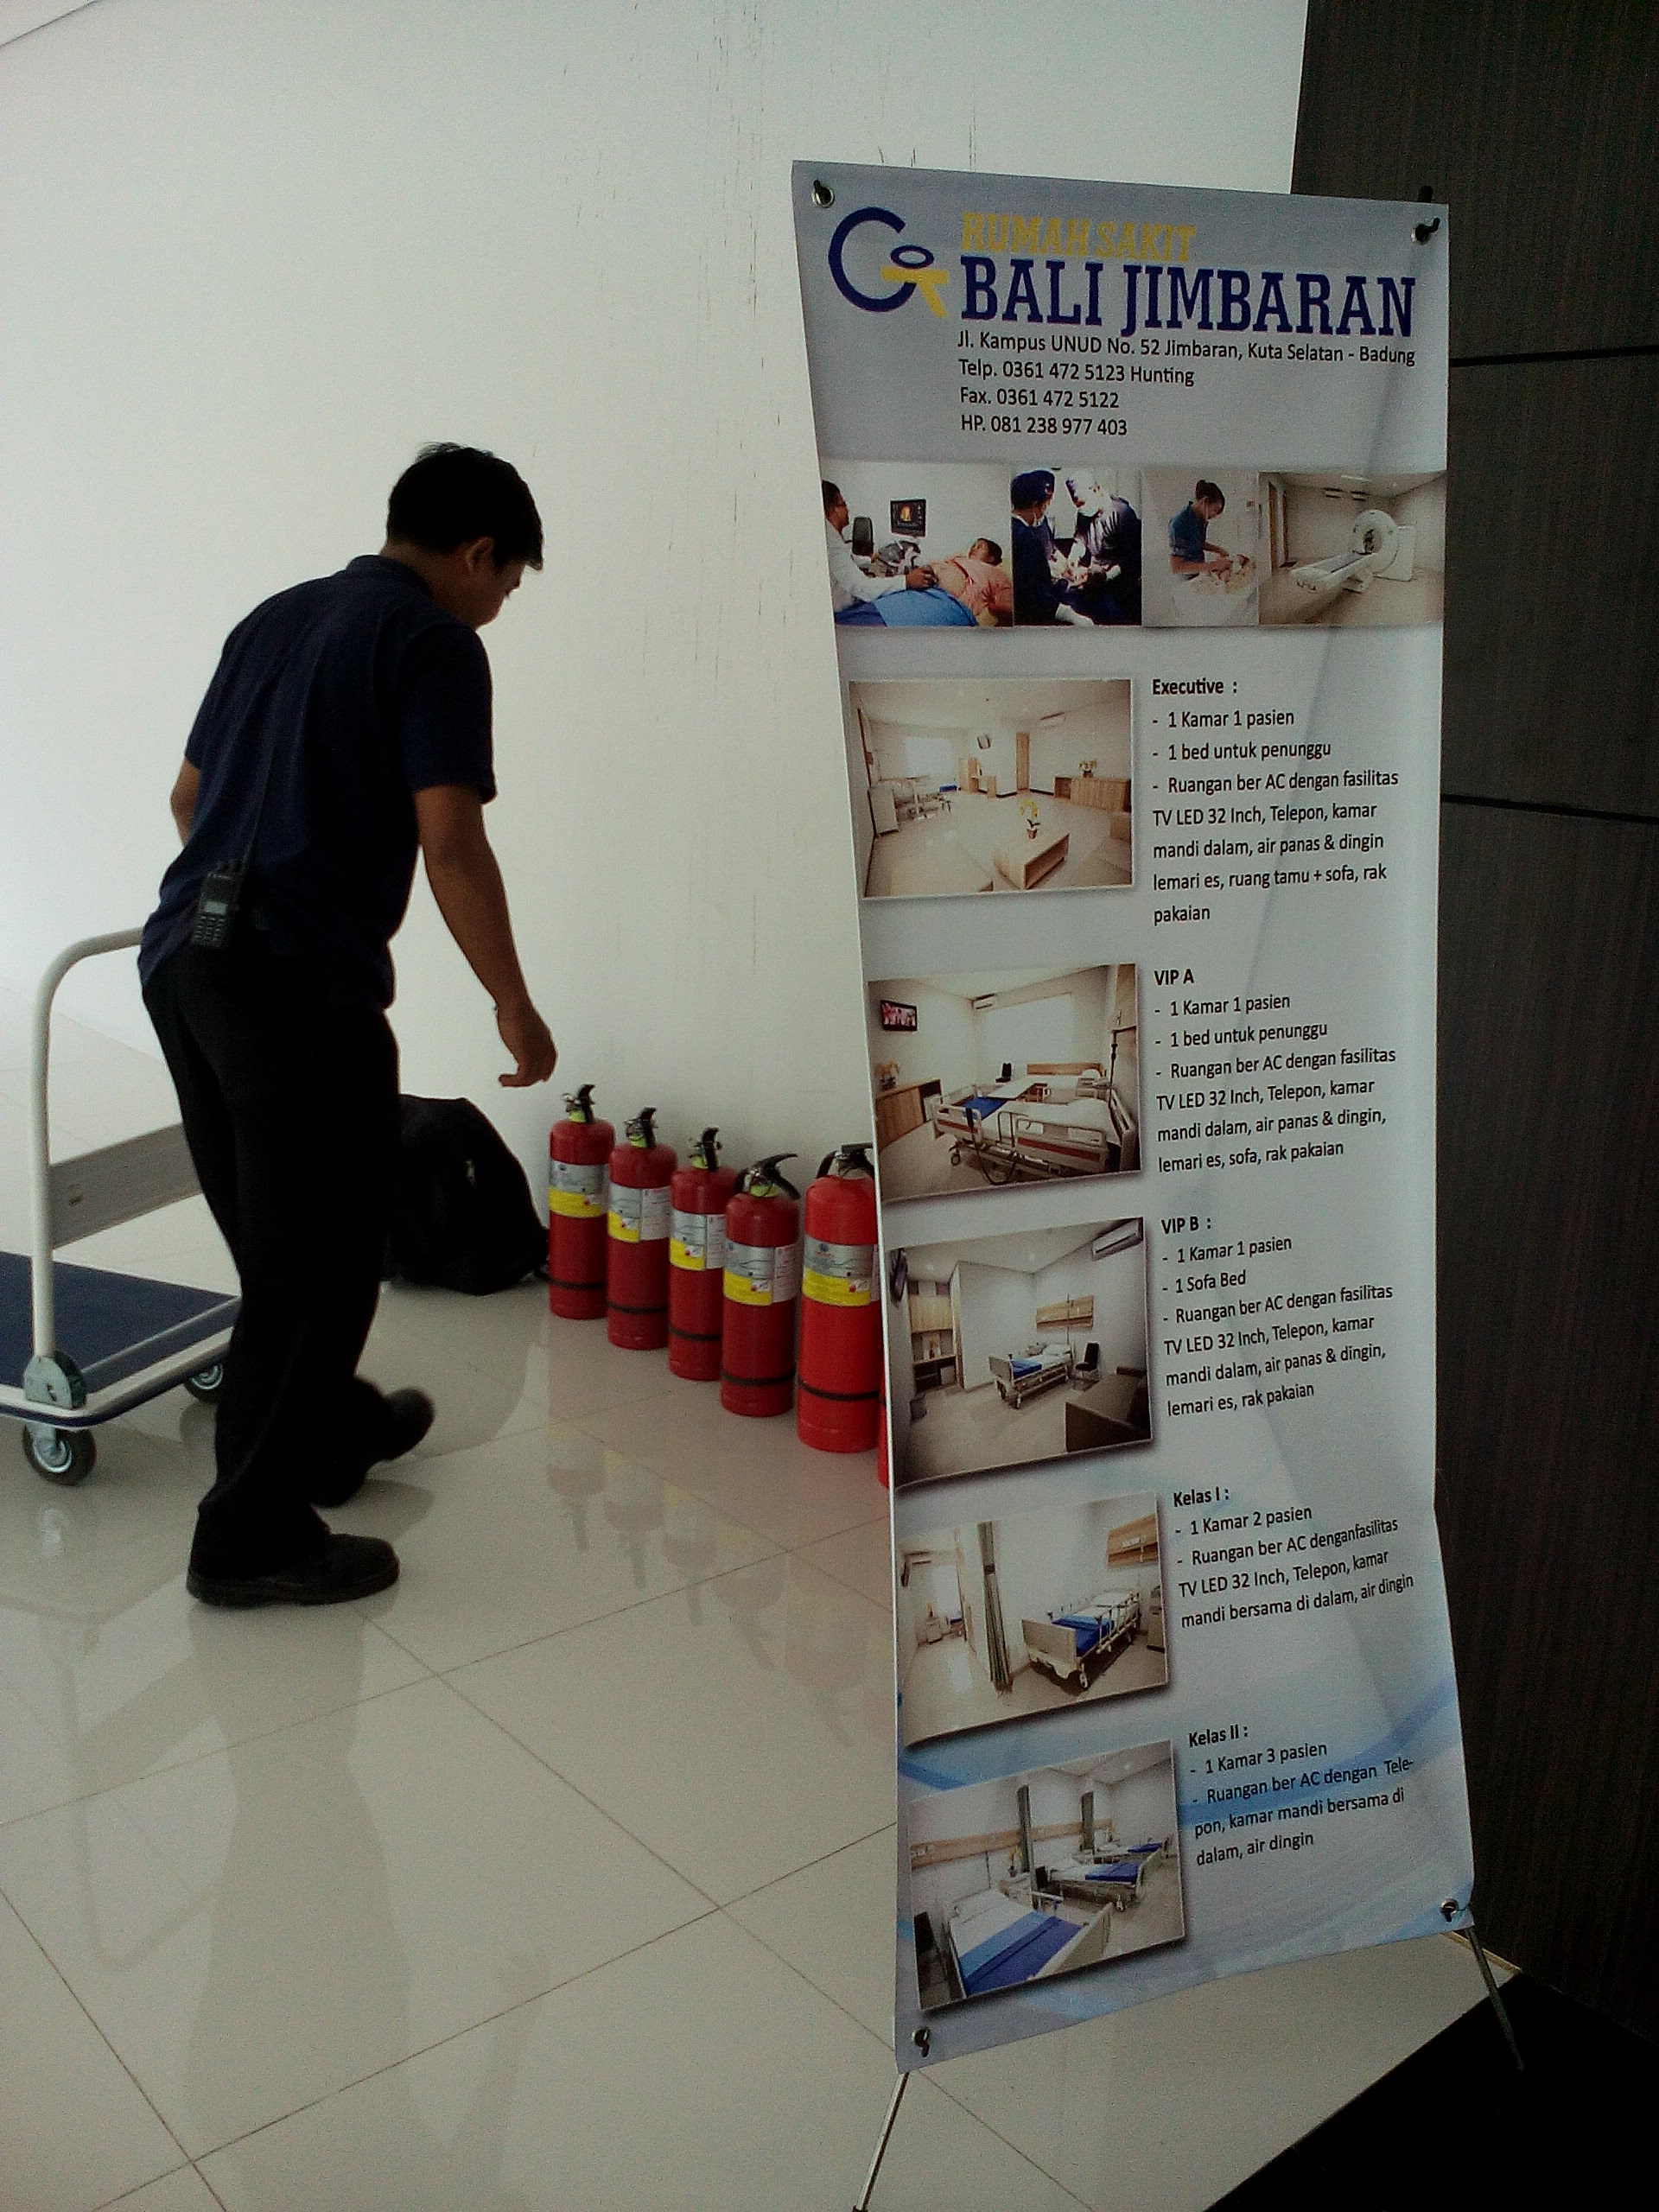 RUMAH SAKIT
BALI JIMBARAN
Jl. Kampus UNUD No. 52 Jimbaran, Kuta Selatan - Badung
Telp. 0361 472 5123 Hunting
Fax. 0361 472 5122
HP. 081 238 977 403
Executive :
- 1 Kamar 1 pasien
- 1 bed untuk penunggu
- Ruangan ber AC dengan fasilitas
TV LED 32 Inch, Telepon, kamar
mandi dalam, air panas & dingin
lemari es, ruang tamu + sofa, rak
pakaian
VIP A
- 1 Kamar 1 pasien
- 1 bed untuk penunggu
- Ruangan ber AC dengan fasilitas
TV LED 32 Inch, Telepon, kamar
mandi dalam, air panas & dingin,
lemari es, sofa, rak pakaian
VIP B :
- 1 Kamar 1 pasien
- 1 Sofa Bed
- Ruangan ber AC dengan fasilitas
TV LED 32 Inch, Telepon, kamar
mandi dalam, air panas & dingin,
lemari es, rak pakaian
Kelas I :
- 1 Kamar 2 pasien
- Ruangan ber AC denganfasilitas
TV LED 32 Inch, Telepon, kamar
mandi bersama di dalam, air dingin
Kelas II :
- 1 Kamar 3 pasien
- Ruangan ber AC dengan Tele-
pon, kamar mandi bersama di
dalam, air dingin